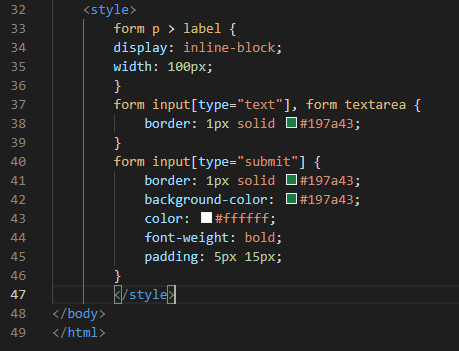 32 <style>
33 form p > label {
34 display: inline-block;
35 width: 100px;
36 }
37 form input[type="text"], form textarea {
38 border: 1px solid #197a43;
39 }
40 form input[type="submit"] {
41 border: 1px solid #197a43;
42 background-color: #197a43;
43 color: #ffffff;
44 font-weight: bold;
45 padding: 5px 15px;
46 }
47 </style>
48 </body>
49 </html>